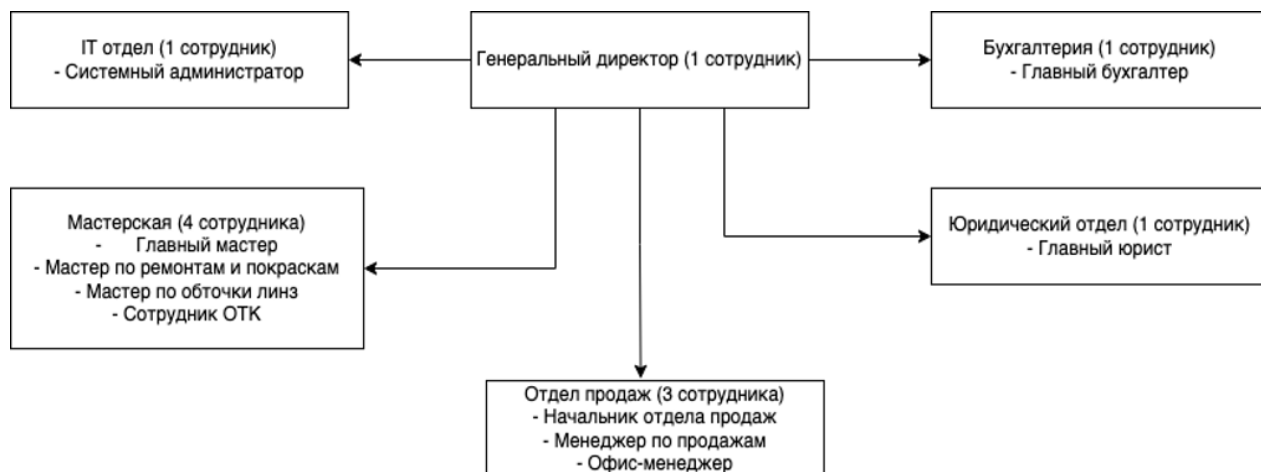 IT отдел (1 сотрудник)
- Системный администратор
Генеральный директор (1 сотрудник)
Бухгалтерия (1 сотрудник)
- Главный бухгалтер
Мастерская (4 сотрудника)
- Главный мастер
- Мастер по ремонтам и покраскам
- Мастер по обточки линз
- Сотрудник ОТК
Юридический отдел (1 сотрудник)
- Главный юрист
Отдел продаж (3 сотрудника)
- Начальник отдела продаж
- Менеджер по продажам
- Офис-менеджер